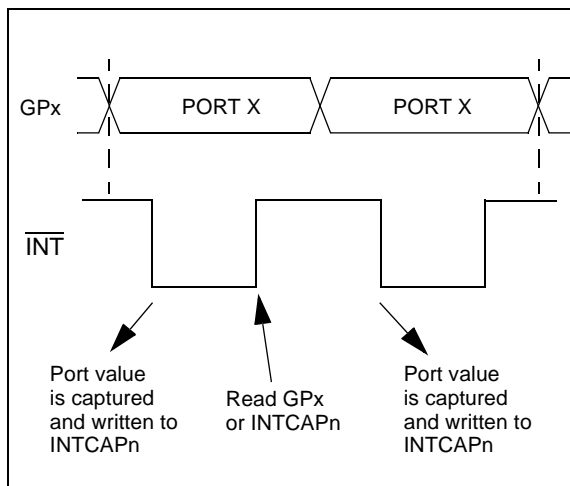 GPx PORT X PORT X
INT
Port value
is captured
and written to
INTCAPn
Read GPx
or INTCAPn
Port value
is captured
and written to
INTCAPn